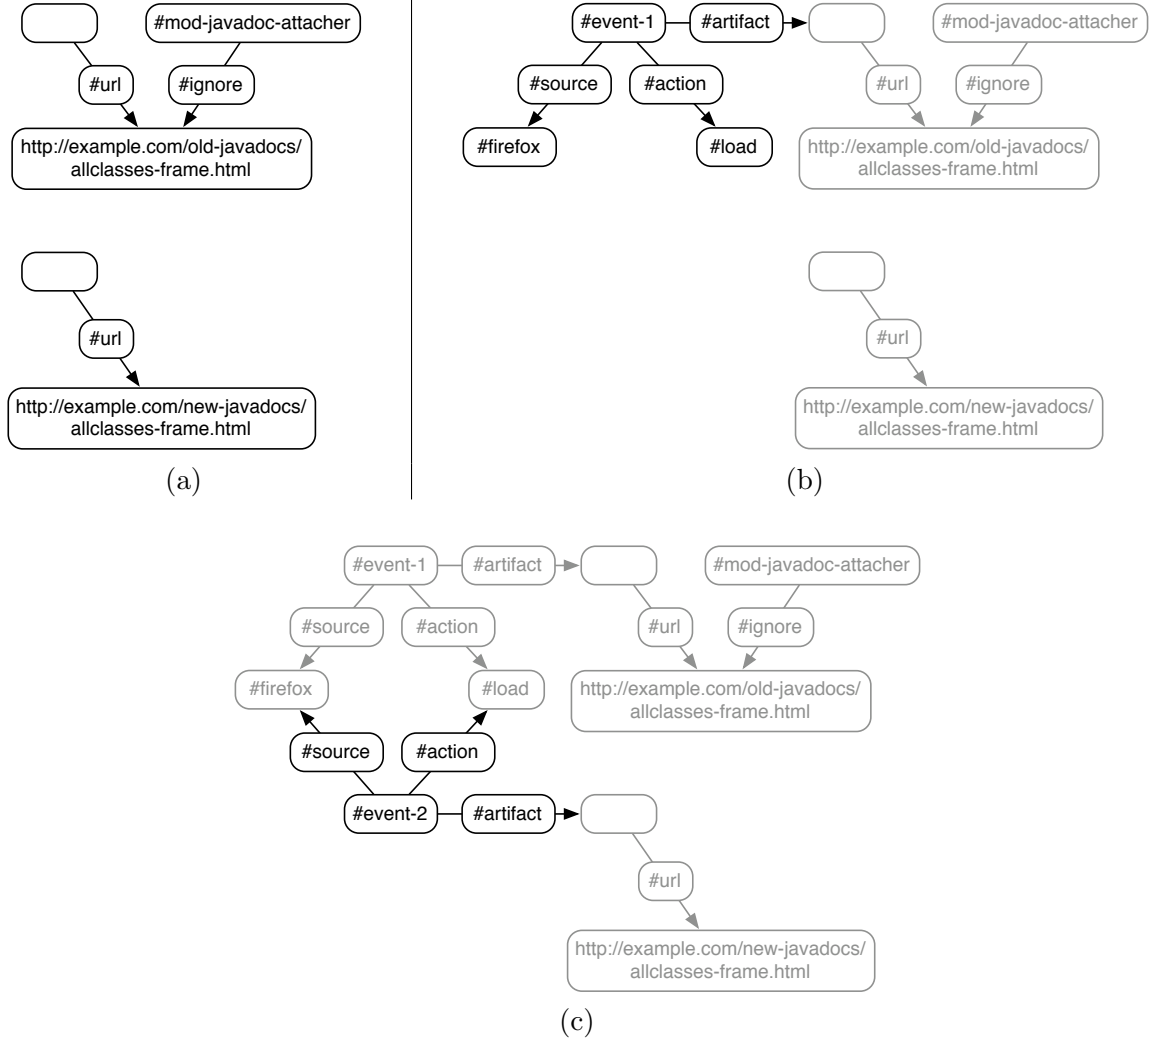 #mod-javadoc-attacher
#url
#ignore
http://example.com/old-javadocs/
allclasses-frame.html
#url
http://example.com/new-javadocs/
allclasses-frame.html
(a)
#event-1
#artifact
#mod-javadoc-attacher
#source
#action
#url
#ignore
#firefox
#load
http://example.com/old-javadocs/
allclasses-frame.html
#url
http://example.com/new-javadocs/
allclasses-frame.html
(b)
#event-1
#artifact
#mod-javadoc-attacher
#source
#action
#url
#ignore
#firefox
#load
http://example.com/old-javadocs/
allclasses-frame.html
#source
#action
#event-2
#artifact
#url
http://example.com/new-javadocs/
allclasses-frame.html
(c)